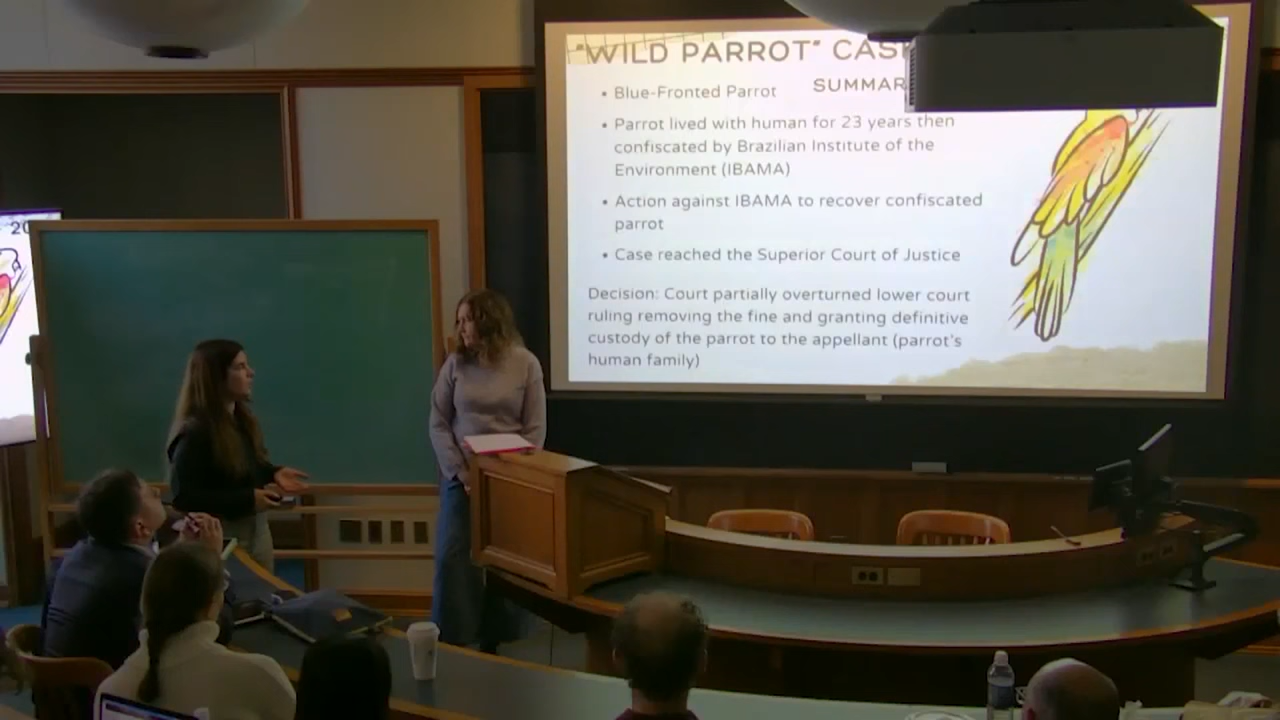 "WILD PARROT"
SUMMAR
• Blue-Fronted Parrot
• Parrot lived with human for 23 years then
confiscated by Brazilian Institute of the
Environment (IBAMA)
• Action against IBAMA to recover confiscated
parrot
• Case reached the Superior Court of Justice
Decision: Court partially overturned lower court
ruling removing the fine and granting definitive
custody of the parrot to the appellant (parrot's
human family)
20